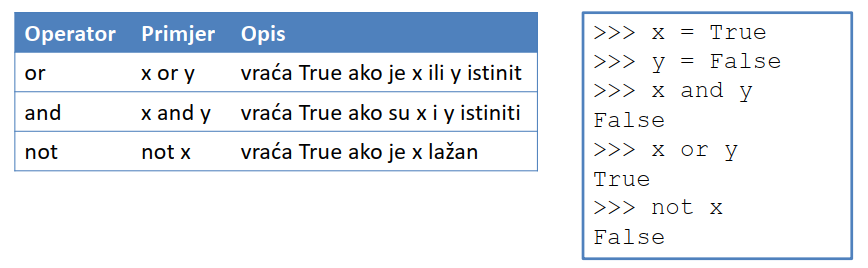 Operator Primjer Opis
or x or y vraća True ako je x ili y istinit
and x and y vraća True ako su x i y istiniti
not not x vraća True ako je x lažan
>>> x = True
>>> y = False
>>> x and y
False
>>> x or y
True
>>> not x
False